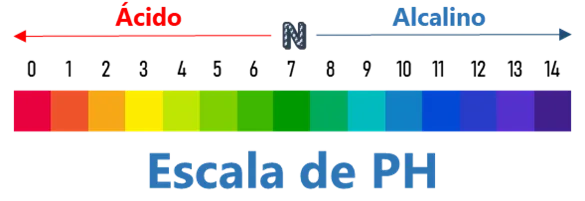 Ácido N Alcalino
0 1 2 3 4 5 6 7 8 9 10 11 12 13 14
Escala de PH